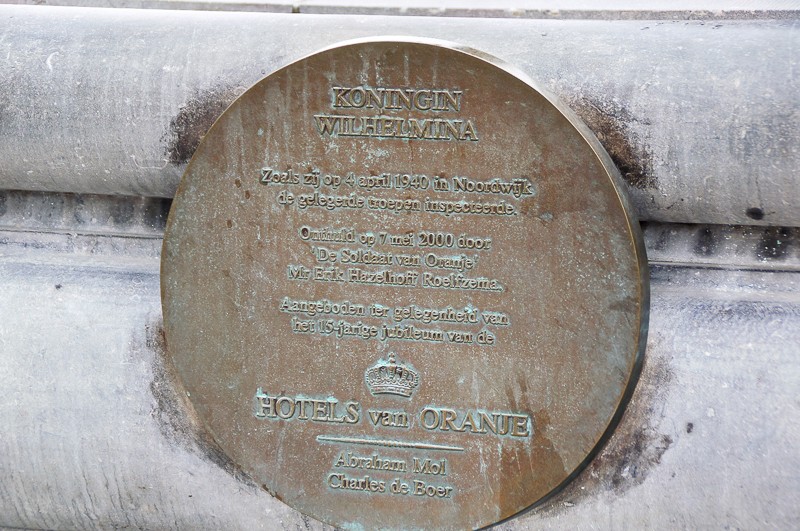 KONINGIN
WILHELMINA
Zoals zij op 4 april 1940 in Noordwijk
de gelegerde troepen inspecteerde.
Onthuld op 7 mei 2000 door
'De Soldaat van Oranje'
Mr Erik Hazelhoff Roelfzema.
Aangeboden ter gelegenheid van
het 15-jarige jubileum van de
HOTELS van ORANJE
Abraham Mol
Charles de Boer